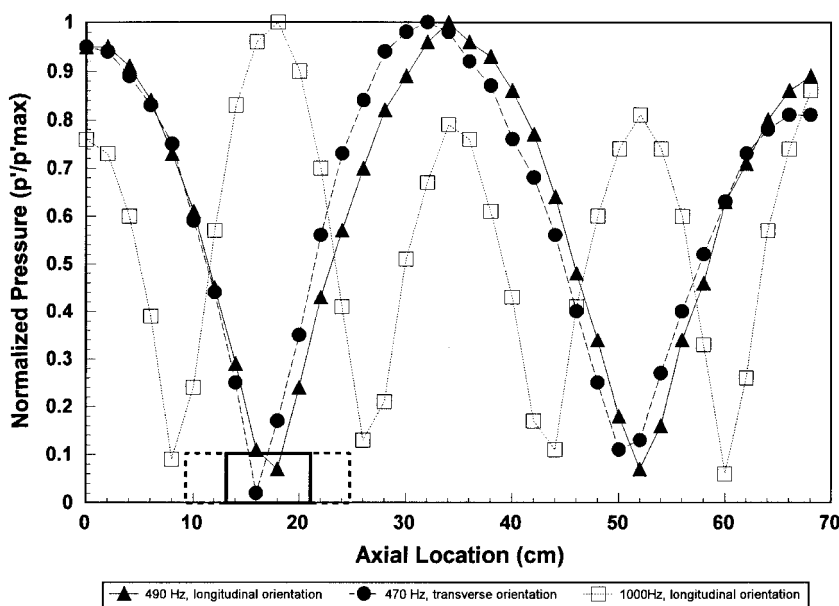 Normalized Pressure (p'/p'max)
1
0.9
0.8
0.7
0.6
0.5
0.4
0.3
0.2
0.1
0
0 10 20 30 40 50 60 70
Axial Location (cm)
490 Hz, longitudinal orientation 470 Hz, transverse orientation 1000Hz, longitudinal orientation